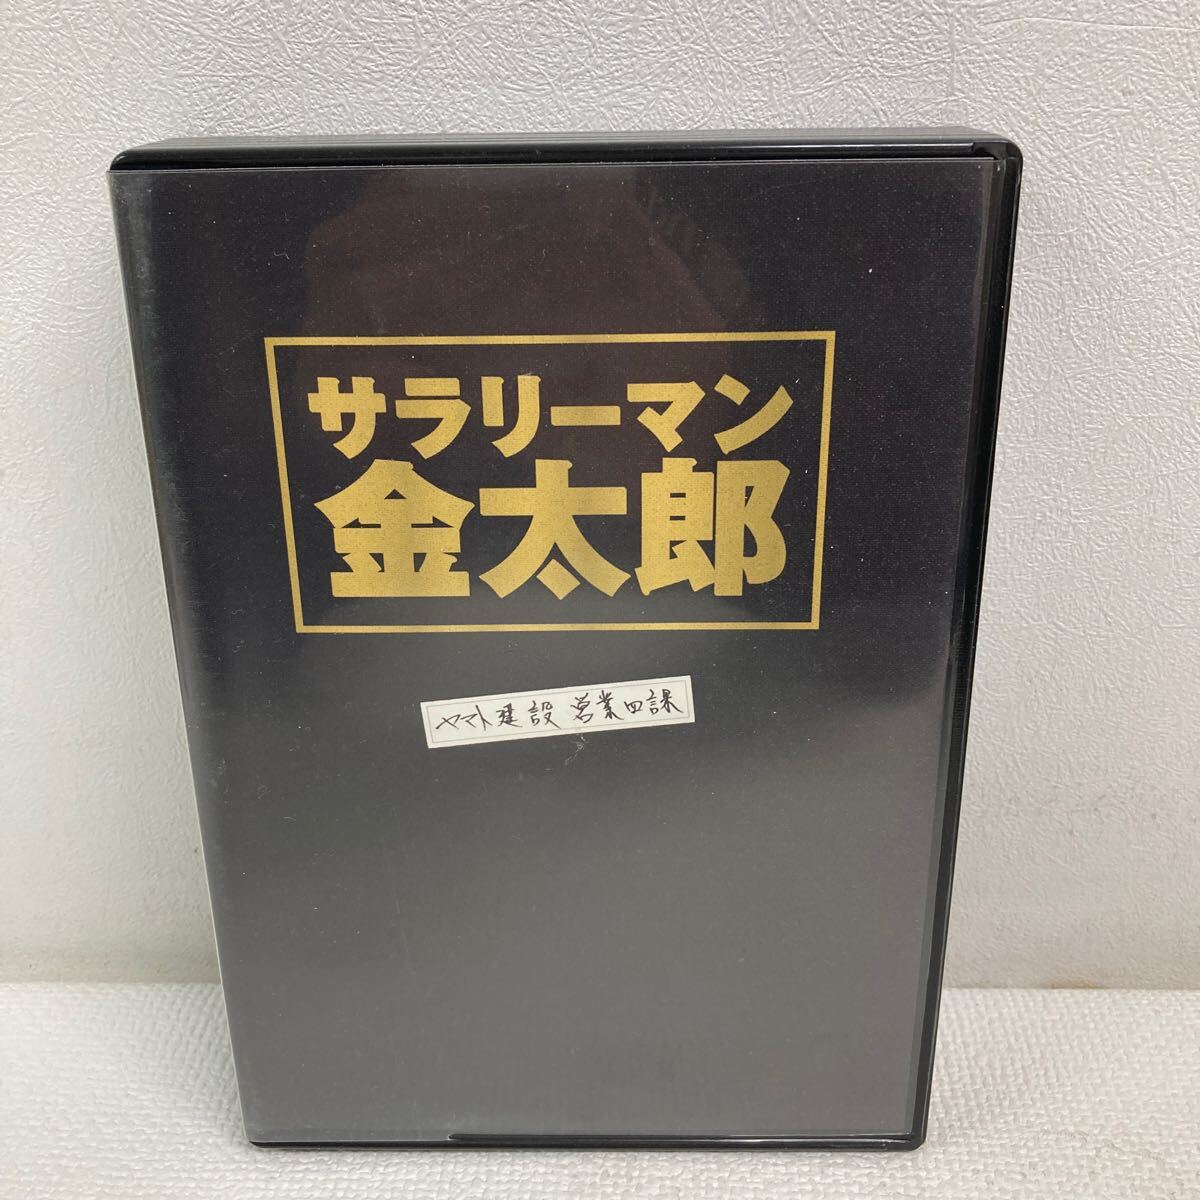 サラリーマン
金太郎
ヤマト建設 営業四課